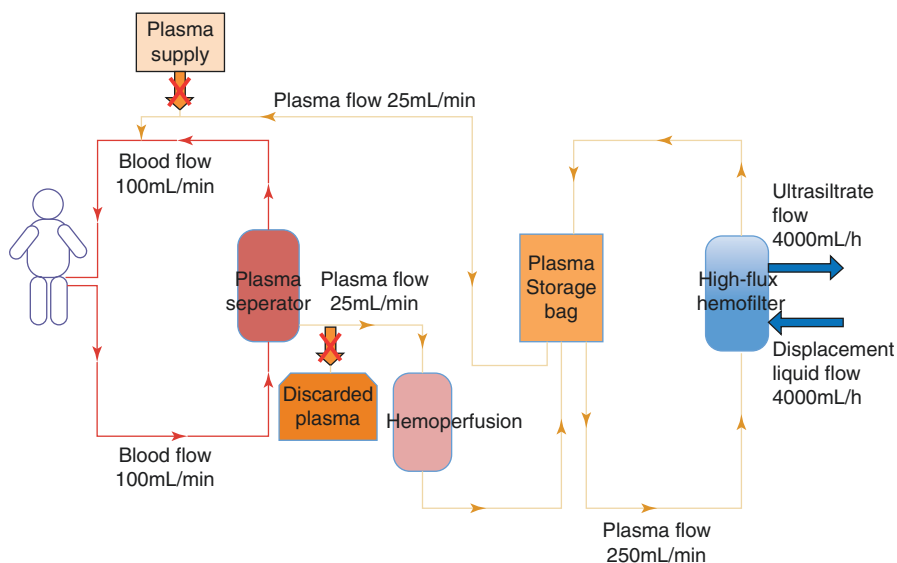 Plasma
supply
Plasma flow 25mL/min
Blood flow
100mL/min
Ultrasiltrate
flow
4000mL/h
Plasma
seperator
Plasma flow
25mL/min
Plasma
Storage
bag
High-flux
hemofilter
Displacement
liquid flow
4000mL/h
Discarded
plasma
Hemoperfusion
Blood flow
100mL/min
Plasma flow
250mL/min